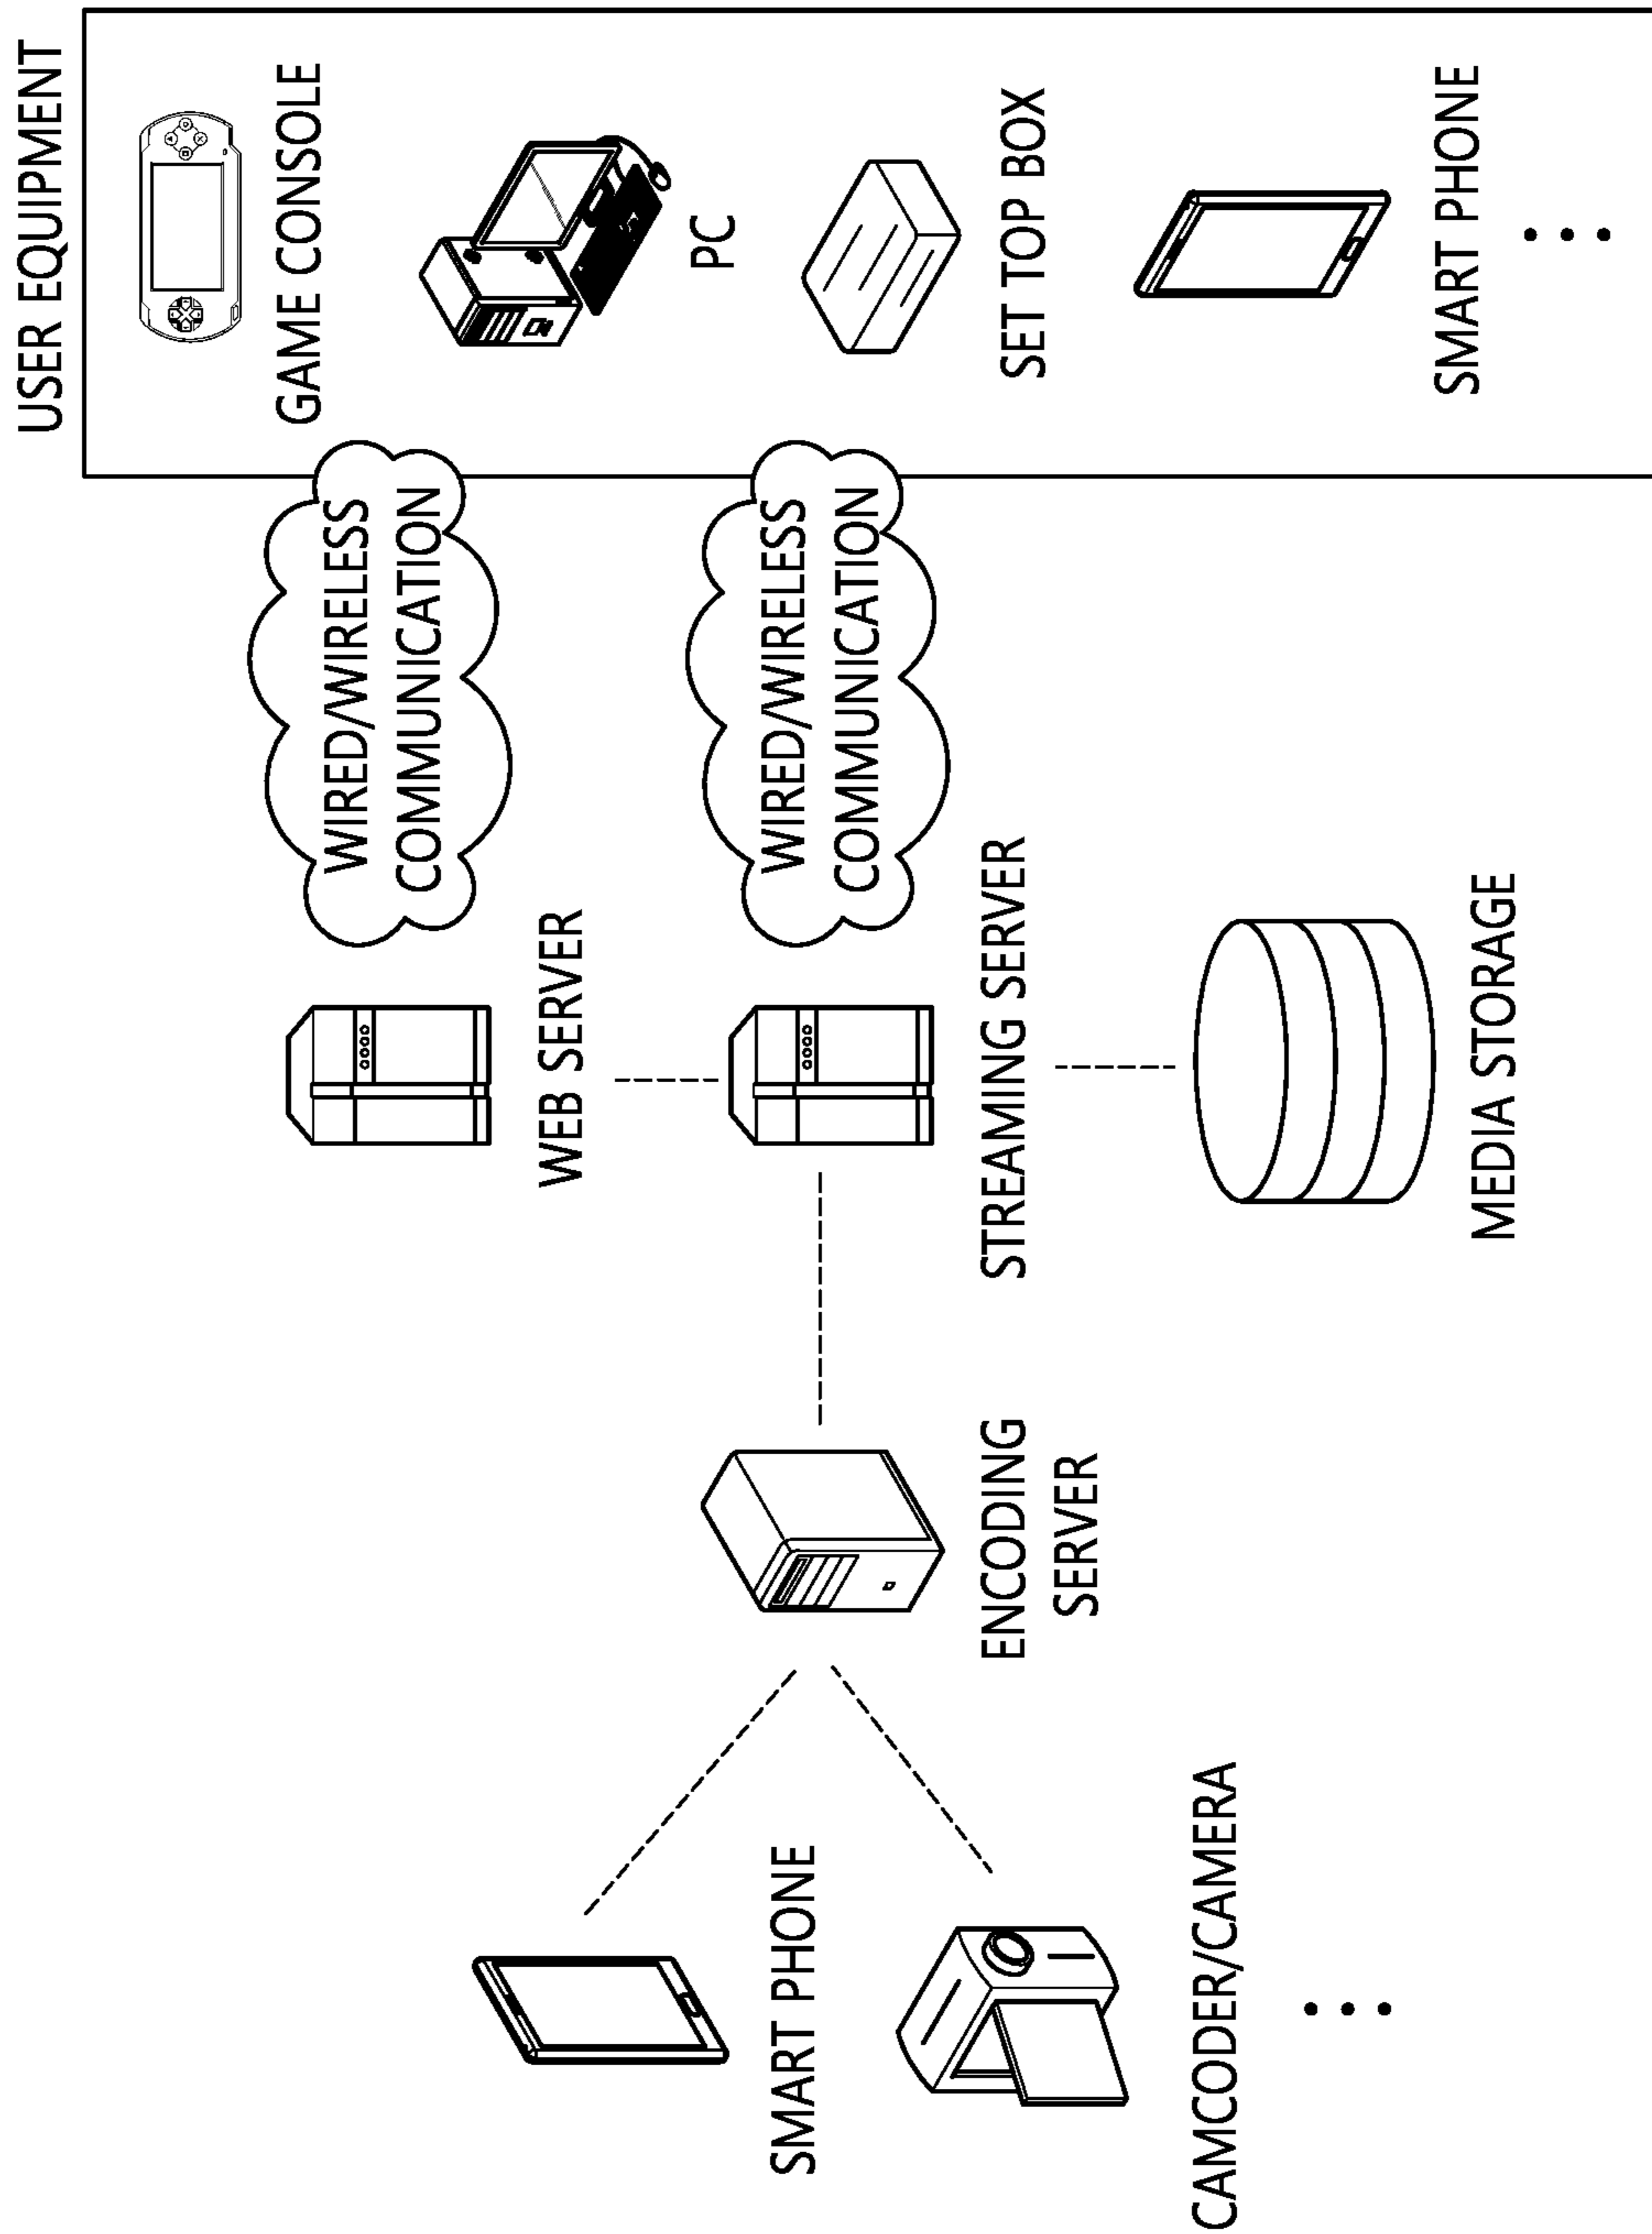 USER EQUIPMENT
GAME CONSOLE
PC
SET TOP BOX
SMART PHONE
WIRED/WIRELESS
COMMUNICATION
WIRED/WIRELESS
COMMUNICATION
WEB SERVER
STREAMING SERVER
MEDIA STORAGE
ENCODING
SERVER
SMART PHONE
CAMCODER/CAMERA